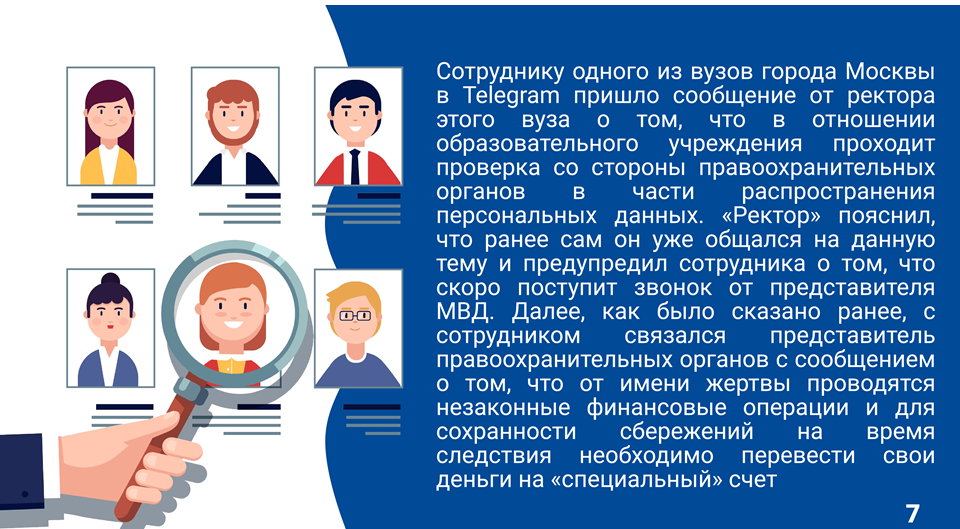 Сотруднику одного из вузов города Москвы
в Telegram пришло сообщение от ректора
этого вуза о том, что в отношении
образовательного учреждения проходит
проверка со стороны правоохранительных
органов в части распространения
персональных данных. «Ректор» пояснил,
что ранее сам он уже общался на данную
тему и предупредил сотрудника о том, что
скоро поступит звонок от представителя
МВД. Далее, как было сказано ранее, с
сотрудником связался представитель
правоохранительных органов с сообщением
о том, что от имени жертвы проводятся
незаконные финансовые операции и для
сохранности сбережений на время
следствия необходимо перевести свои
деньги на «специальный» счет
7